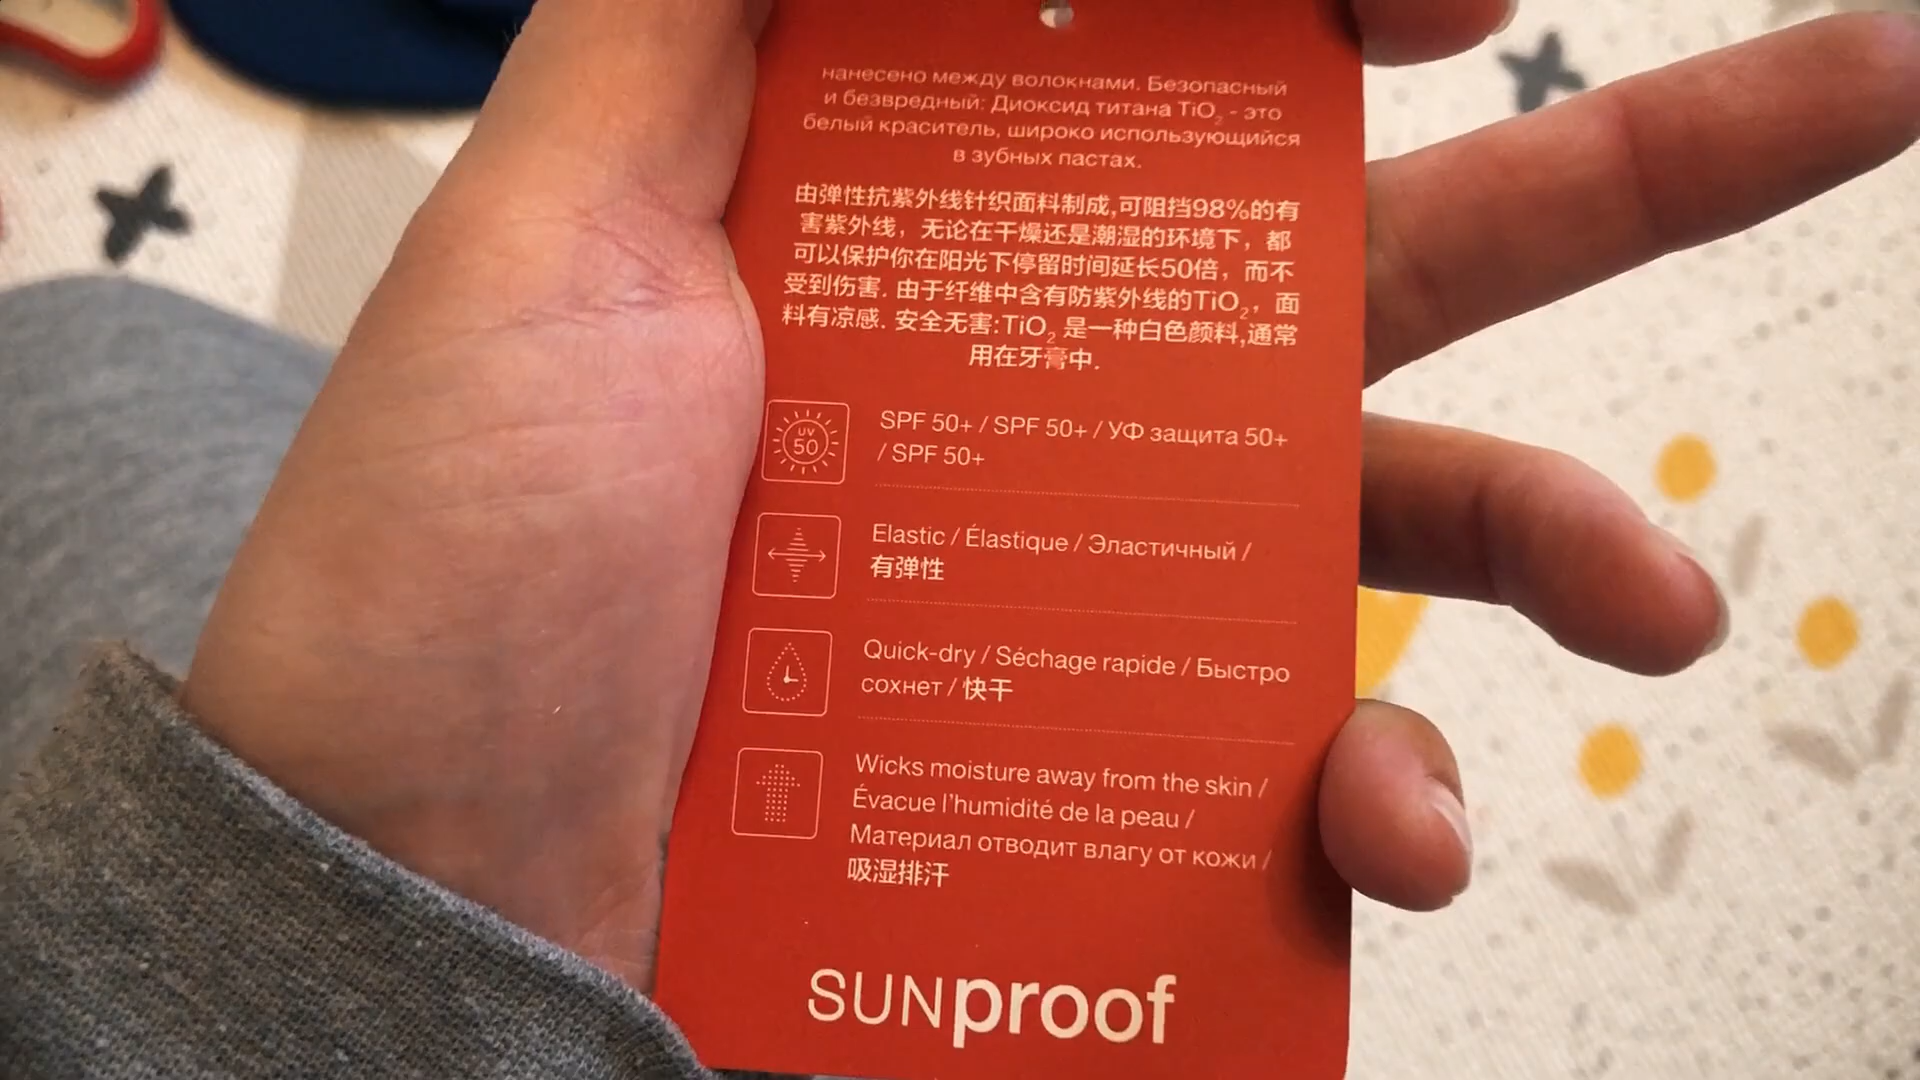 нанесено между волокнами. Безопасный
и безвредный: Диоксид титана TiO₂ - это
белый краситель, широко использующийся
в зубных пастах.
由弹性抗紫外线针织面料制成,可阻挡98%的有
害紫外线，无论在干燥还是潮湿的环境下，都
可以保护你在阳光下停留时间延长50倍，而不
受到伤害. 由于纤维中含有防紫外线的TiO₂，面
料有凉感. 安全无害:TiO₂ 是一种白色颜料,通常
用在牙膏中.
UV
50
SPF 50+ / SPF 50+ / УФ защита 50+
/ SPF 50+
Elastic / Élastique / Эластичный /
有弹性
Quick-dry / Séchage rapide / Быстро
сохнет / 快干
Wicks moisture away from the skin /
Évacue l'humidité de la peau /
Материал отводит влагу от кожи /
吸湿排汗
SUNproof